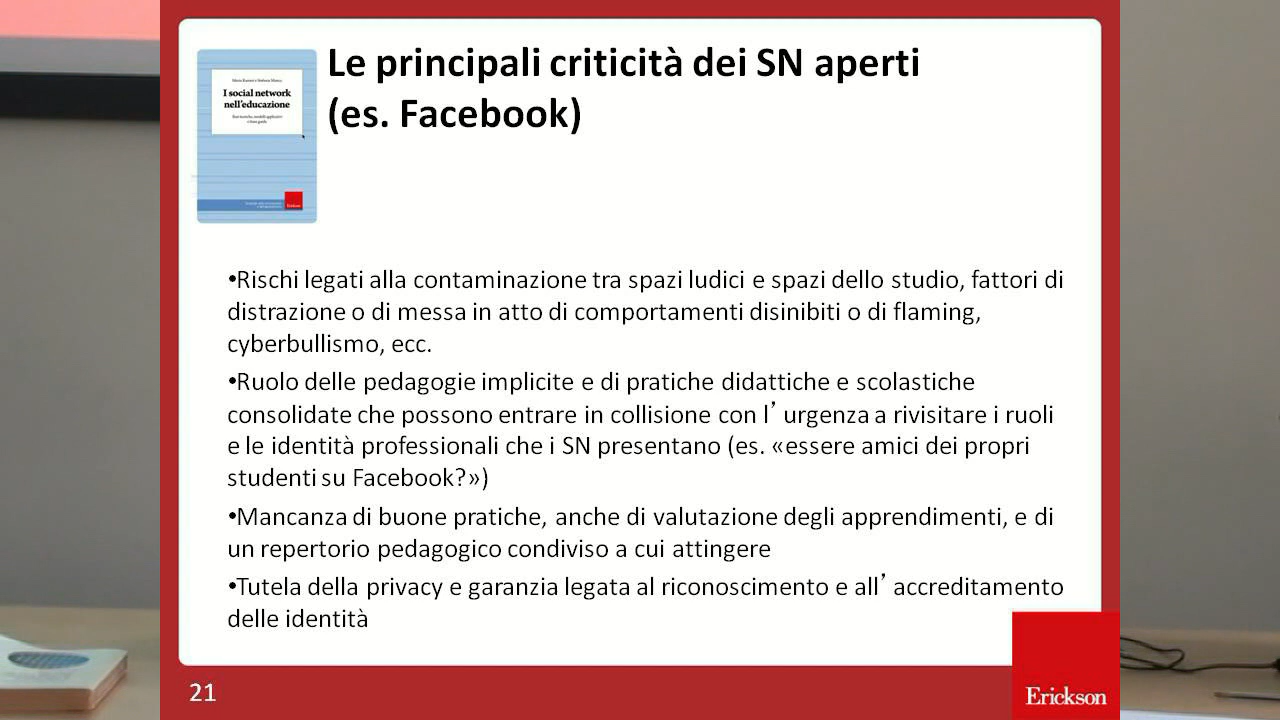 Le principali criticità dei SN aperti
(es. Facebook)
I social network
nell'educazione
Erickson
•Rischi legati alla contaminazione tra spazi ludici e spazi dello studio, fattori di
distrazione o di messa in atto di comportamenti disinibiti o di flaming,
cyberbullismo, ecc.
•Ruolo delle pedagogie implicite e di pratiche didattiche e scolastiche
consolidate che possono entrare in collisione con l’ urgenza a rivisitare i ruoli
e le identità professionali che i SN presentano (es. «essere amici dei propri
studenti su Facebook?»)
•Mancanza di buone pratiche, anche di valutazione degli apprendimenti, e di
un repertorio pedagogico condiviso a cui attingere
•Tutela della privacy e garanzia legata al riconoscimento e all’ accreditamento
delle identità
21
Erickson